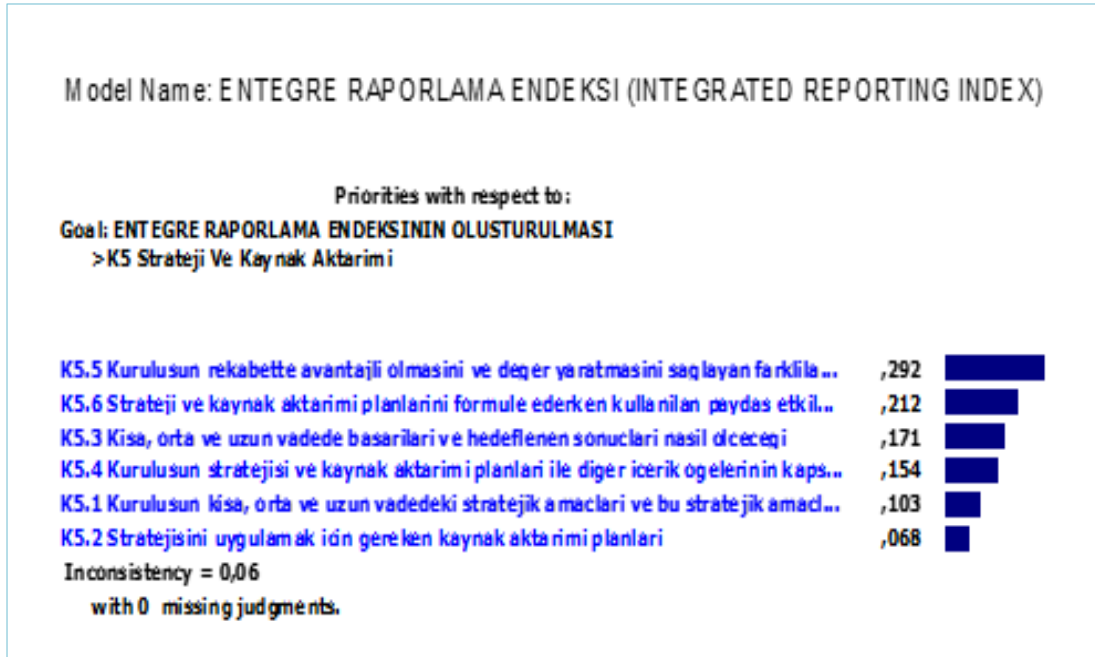 Model Name: ENTEGRE RAPORLAMA ENDEKSI (INTEGRATED REPORTING INDEX)
Priorities with respect to:
Goal: ENTEGRE RAPORLAMA ENDEKSININ OLUSTURULMASI
>K5 Strateji Ve Kaynak Aktarimi
K5.5 Kurulusun rekabette avantajli olmasini ve deger yaratmasini saglayan farklila... ,292
K5.6 Strateji ve kaynak aktarimi planlarini formule ederken kullanilan paydas etkil... ,212
K5.3 Kisa, orta ve uzun vadede basarilari ve hedeflenen sonuclari nasil olcecegi ,171
K5.4 Kurulusun stratejisi ve kaynak aktarimi planlari ile diger icerik ogelerinin kaps... ,154
K5.1 Kurulusun kisa, orta ve uzun vadedeki stratejik amaclari ve bu stratejik amacl... ,103
K5.2 Stratejisini uygulamak icin gereken kaynak aktarimi planlari ,068
Inconsistency = 0,06
with 0 missing judgments.